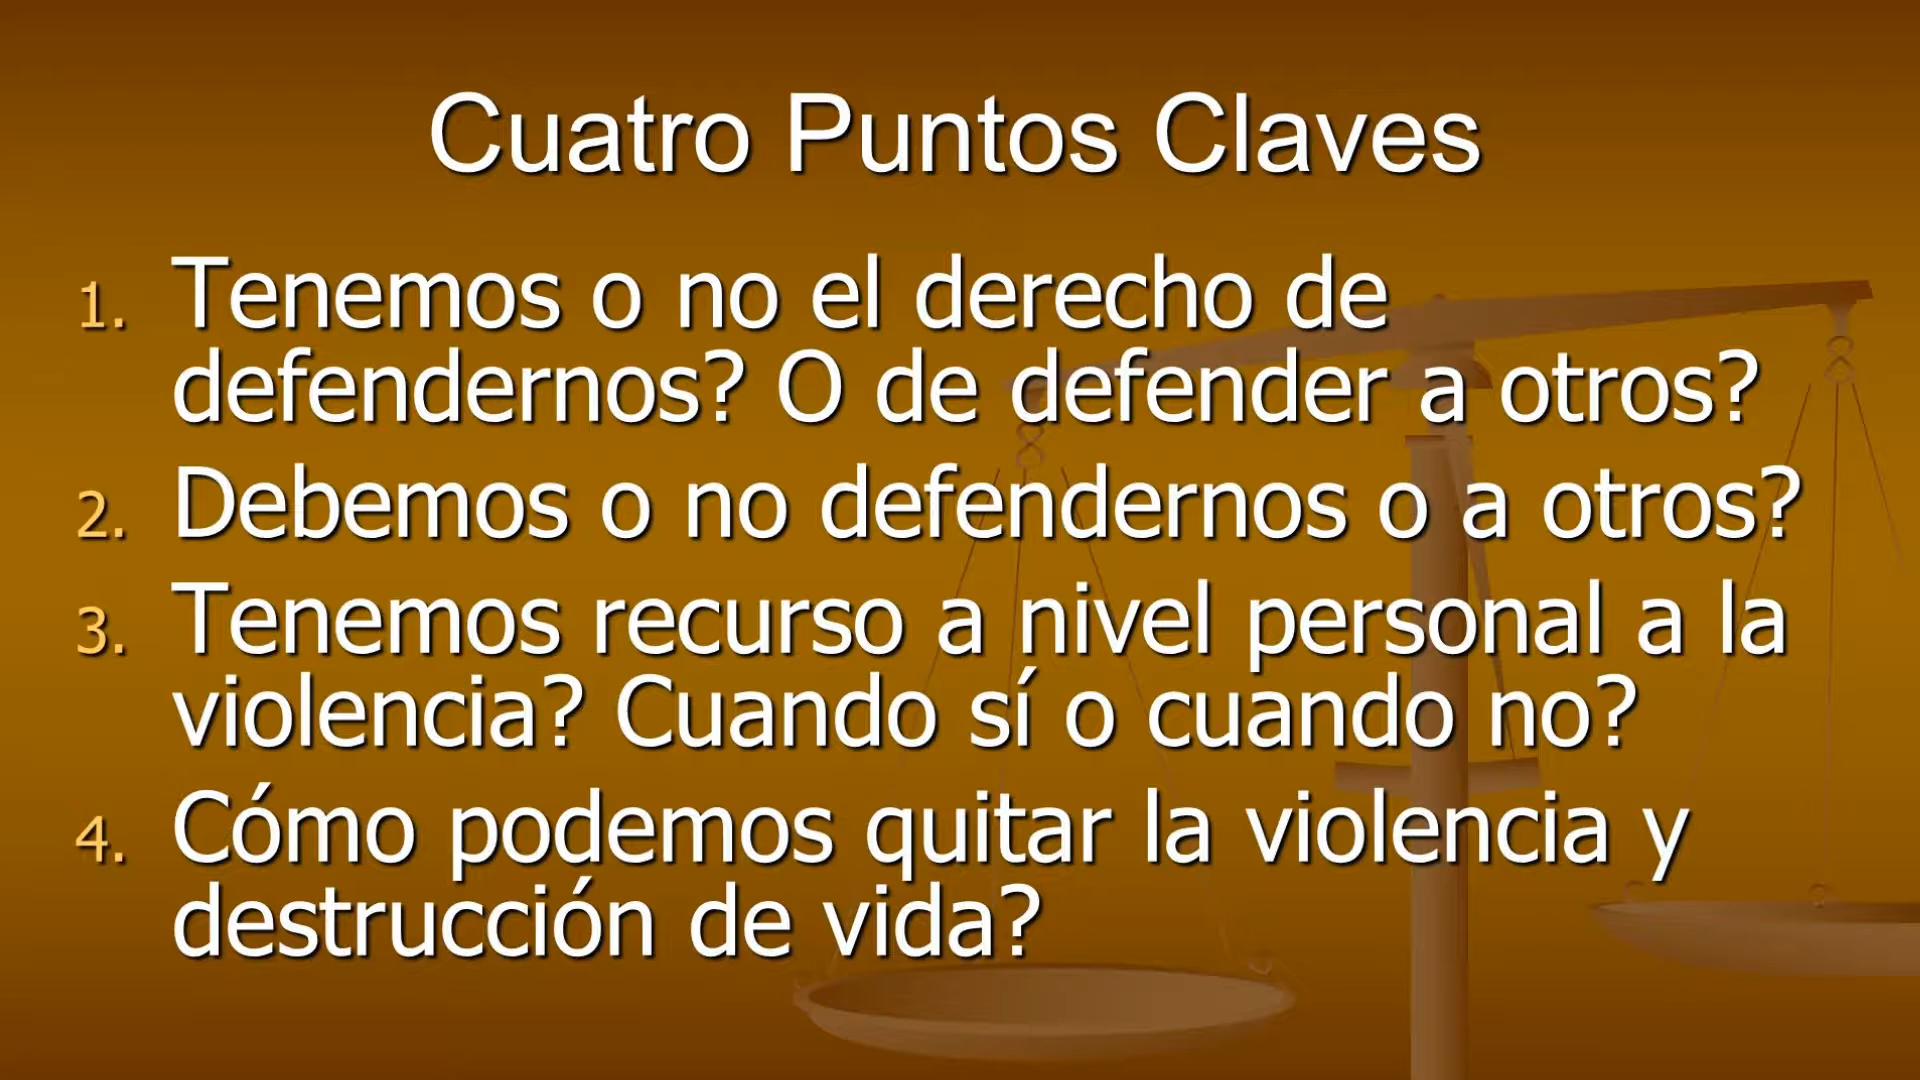 Cuatro Puntos Claves
1. Tenemos o no el derecho de
defendernos? O de defender a otros?
2. Debemos o no defendernos o a otros?
3. Tenemos recurso a nivel personal a la
violencia? Cuando sí o cuando no?
4. Cómo podemos quitar la violencia y
destrucción de vida?